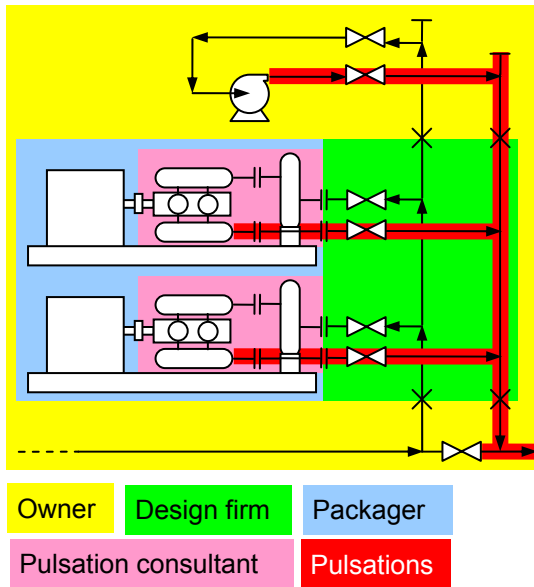 Owner
Design firm
Packager
Pulsation consultant
Pulsations